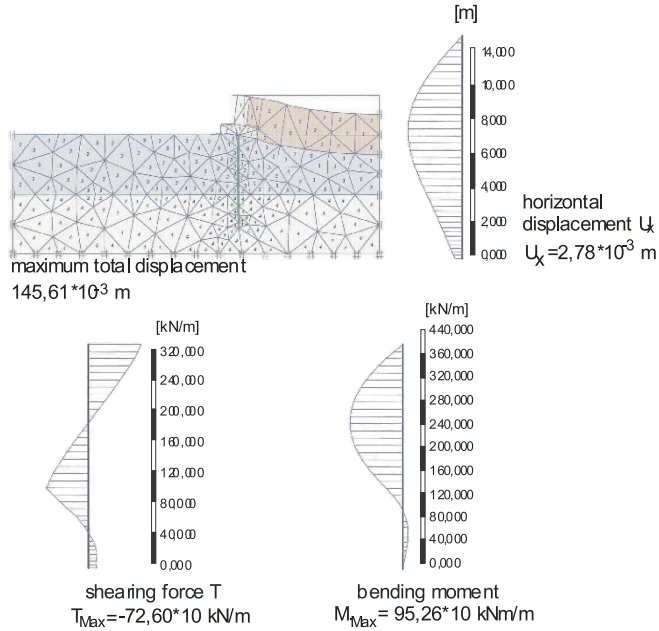 [m]
14,000
10,000
8,000
6,000
4,000
2,000
0,000
horizontal
displacement Ux
Ux=2,78*10-3 m
maximum total displacement
145,61*10-3 m
[kN/m]
320,000
240,000
200,000
160,000
120,000
80,000
40,000
0,000
shearing force T
TMax=-72,60*10 kN/m
[kN/m]
440,000
360,000
320,000
280,000
240,000
200,000
160,000
120,000
80,000
40,000
0,000
bending moment
MMax= 95,26*10 kNm/m